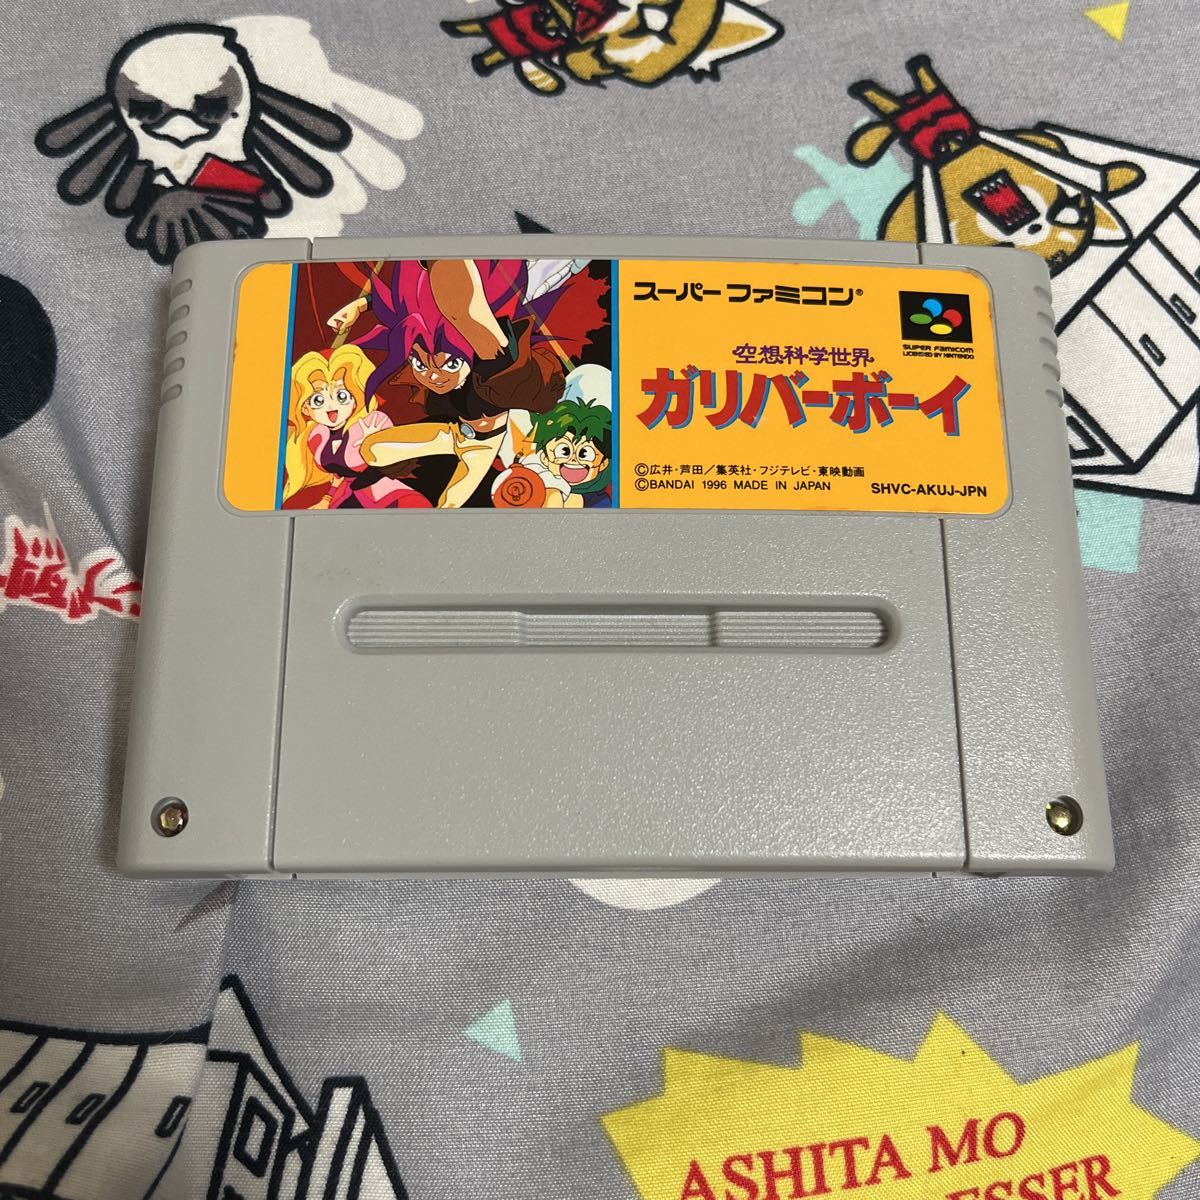 スーパーファミコン®
SUPER FAMICOM
LICENSED BY NINTENDO
空想科学世界
ガリバーボーイ
©広井・芦田／集英社・フジテレビ・東映動画
©BANDAI 1996 MADE IN JAPAN
SHVC-AKUJ-JPN
ASHITA MO